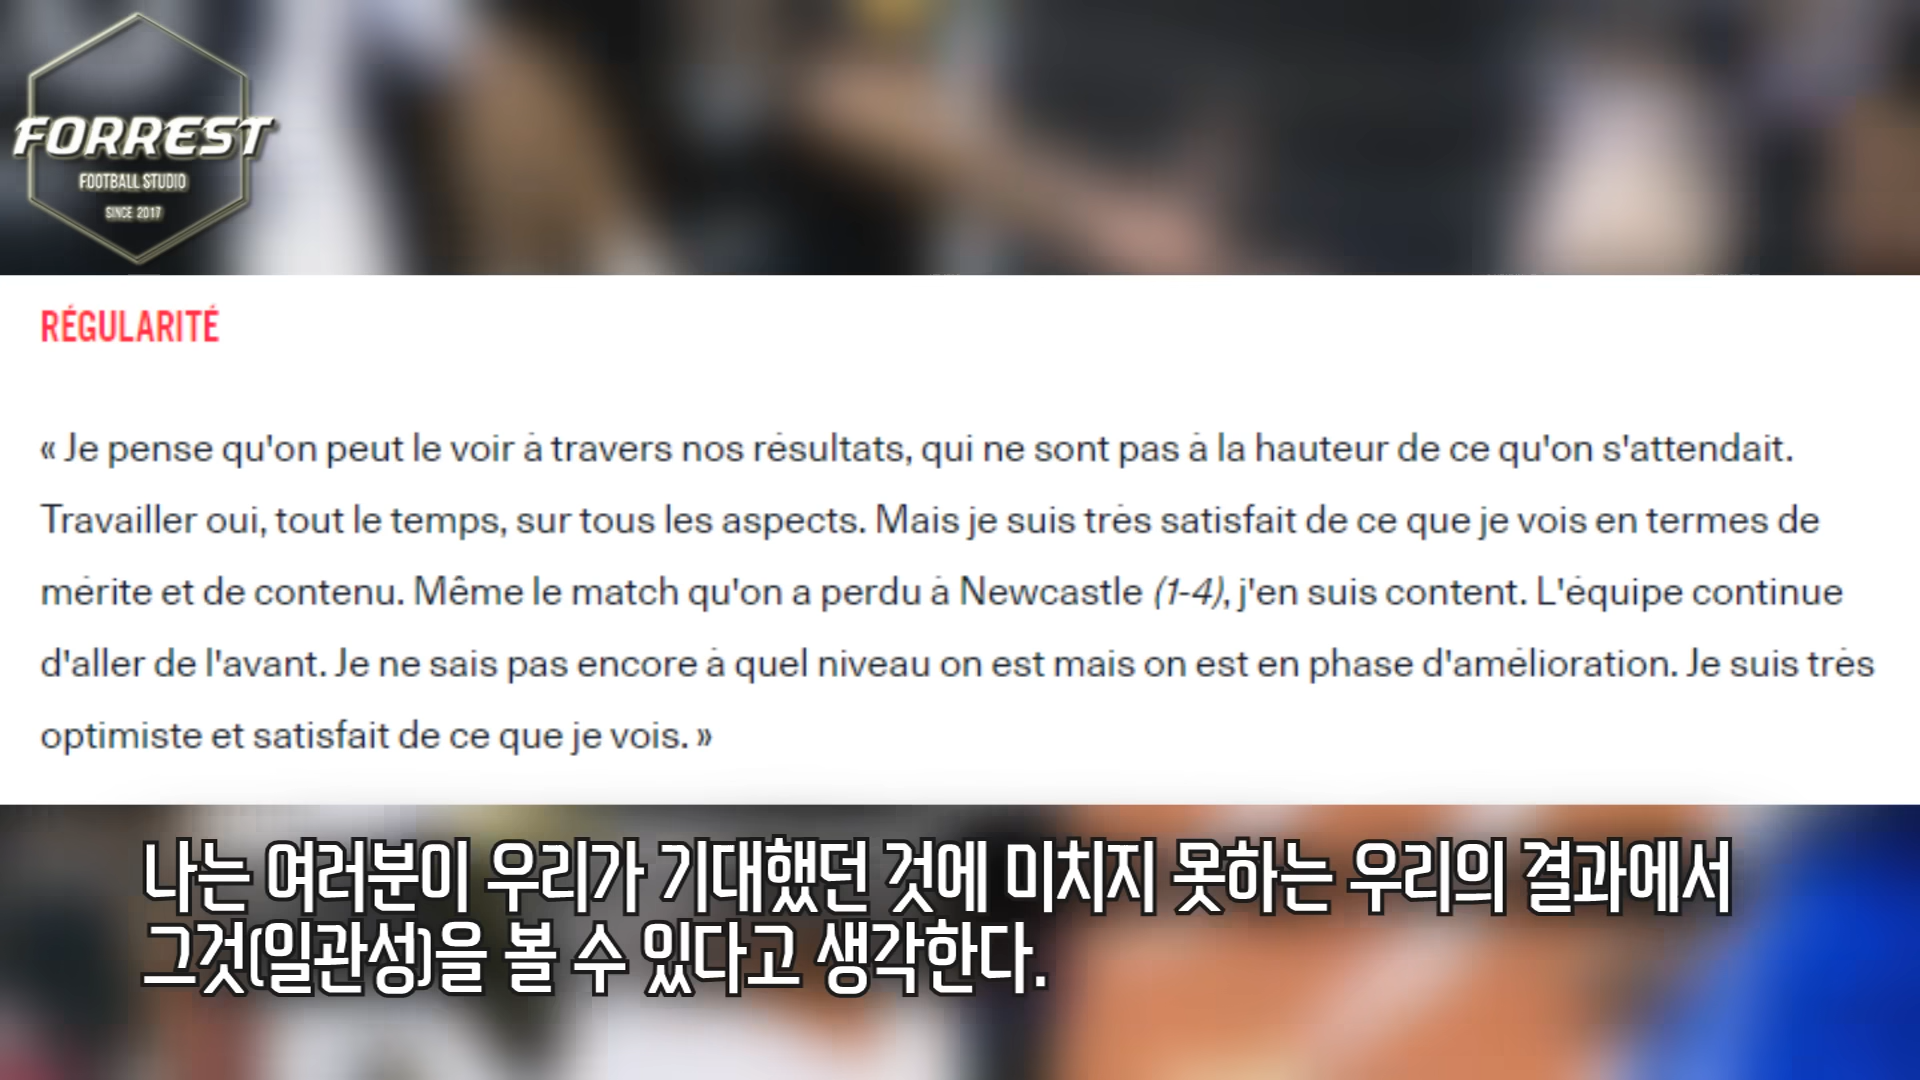 FORREST
FOOTBALL STUDIO
SINCE 2017
RÉGULARITÉ
« Je pense qu'on peut le voir à travers nos résultats, qui ne sont pas à la hauteur de ce qu'on s'attendait.
Travailler oui, tout le temps, sur tous les aspects. Mais je suis très satisfait de ce que je vois en termes de
mérite et de contenu. Même le match qu'on a perdu à Newcastle (1-4), j'en suis content. L'équipe continue
d'aller de l'avant. Je ne sais pas encore à quel niveau on est mais on est en phase d'amélioration. Je suis très
optimiste et satisfait de ce que je vois. »
나는 여러분이 우리가 기대했던 것에 미치지 못하는 우리의 결과에서
그것(일관성)을 볼 수 있다고 생각한다.